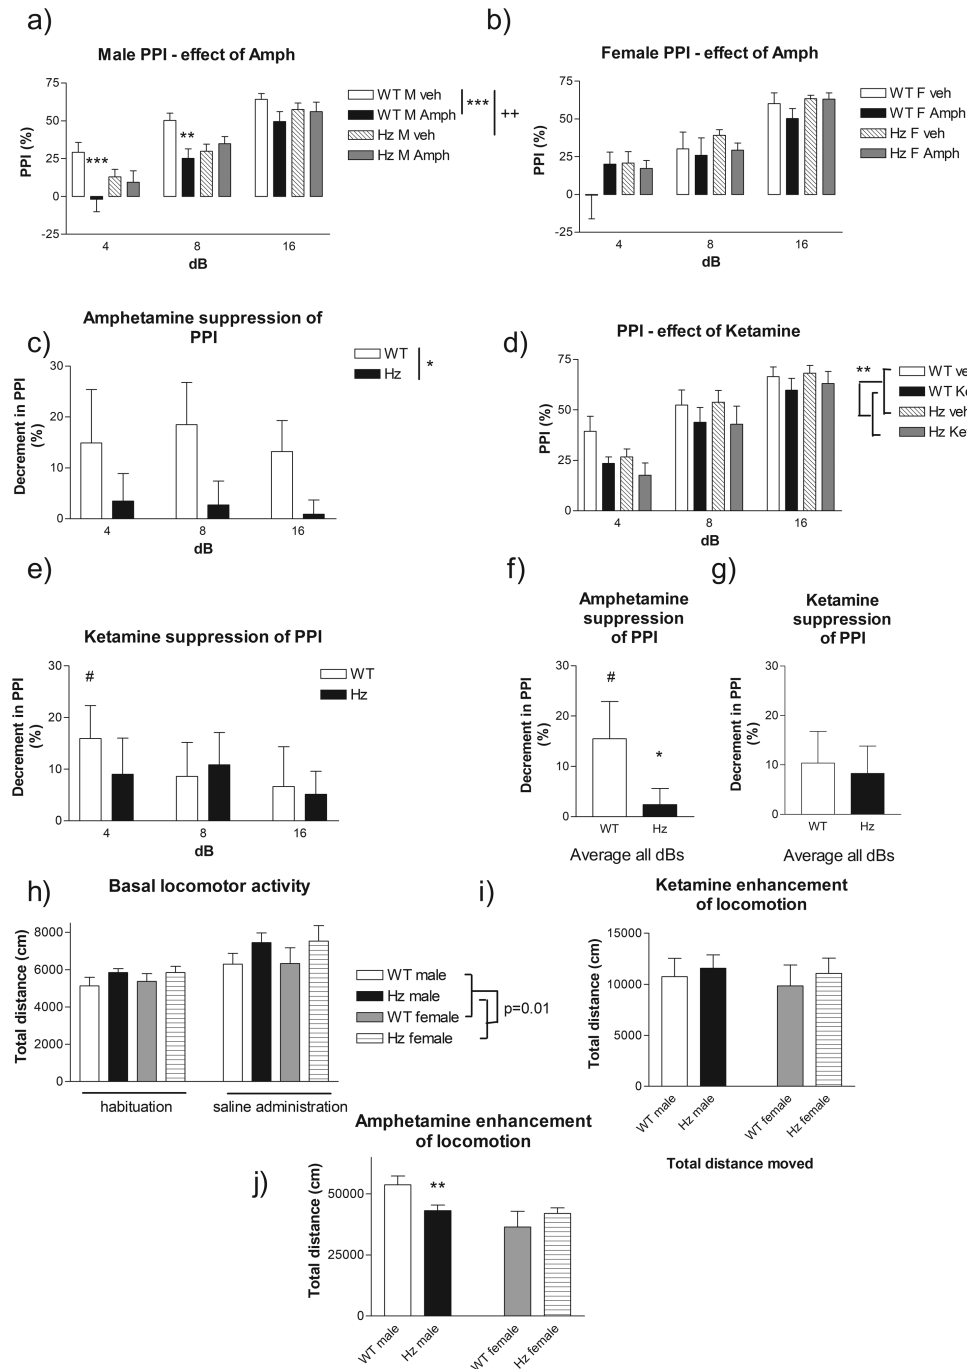 a)
Male PPI - effect of Amph
PPI (%)
75
50
25
0
-25
***
**
4
8
16
dB
WT M veh
WT M Amph
Hz M veh
Hz M Amph
***
++
b)
Female PPI - effect of Amph
PPI (%)
75
50
25
0
-25
4
8
16
dB
WT F veh
WT F Amph
Hz F veh
Hz F Amph
c)
Amphetamine suppression of
PPI
Decrement in PPI
(%)
30
20
10
0
4
8
16
dB
WT
Hz
*
d)
PPI - effect of Ketamine
PPI (%)
75
50
25
0
4
8
16
dB
**
WT ve
WT Ke
Hz veh
Hz Ke
e)
Ketamine suppression of PPI
Decrement in PPI
(%)
30
20
10
0
#
4
8
16
dB
WT
Hz
f)
Amphetamine
suppression
of PPI
Decrement in PPI
(%)
30
20
10
0
#
*
WT
Hz
Average all dBs
g)
Ketamine
suppression
of PPI
Decrement in PPI
(%)
30
20
10
0
WT
Hz
Average all dBs
h)
Basal locomotor activity
Total distance (cm)
8000
6000
4000
2000
0
habituation
saline administration
WT male
Hz male
WT female
Hz female
p=0.01
i)
Ketamine enhancement
of locomotion
Total distance (cm)
15000
10000
5000
0
WT male
Hz male
WT female
Hz female
Total distance moved
j)
Amphetamine enhancement
of locomotion
Total distance (cm)
50000
25000
0
**
WT male
Hz male
WT female
Hz female